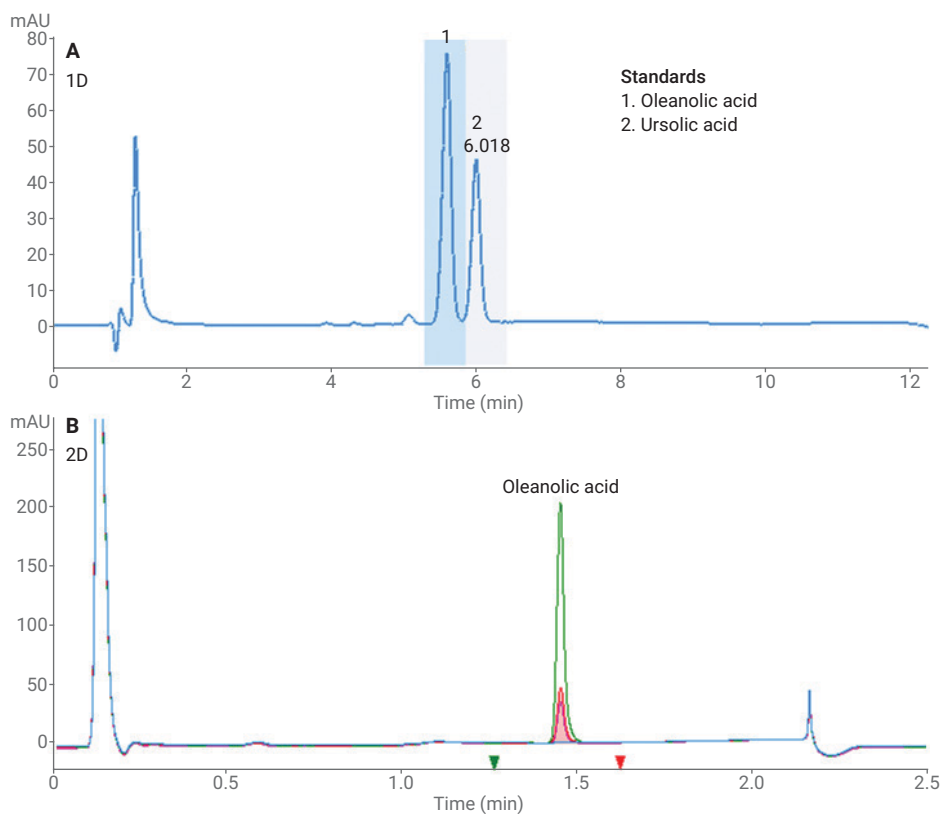 mAU
80
A
1
1D
70
Standards
1. Oleanolic acid
60
2. Ursolic acid
2
50
6.018
40
30
20
10
0
0 2 4 6 8 10 12
Time (min)
mAU
B
2D
250
Oleanolic acid
200
150
100
50
0
0 0.5 1.0 1.5 2.0 2.5
Time (min)